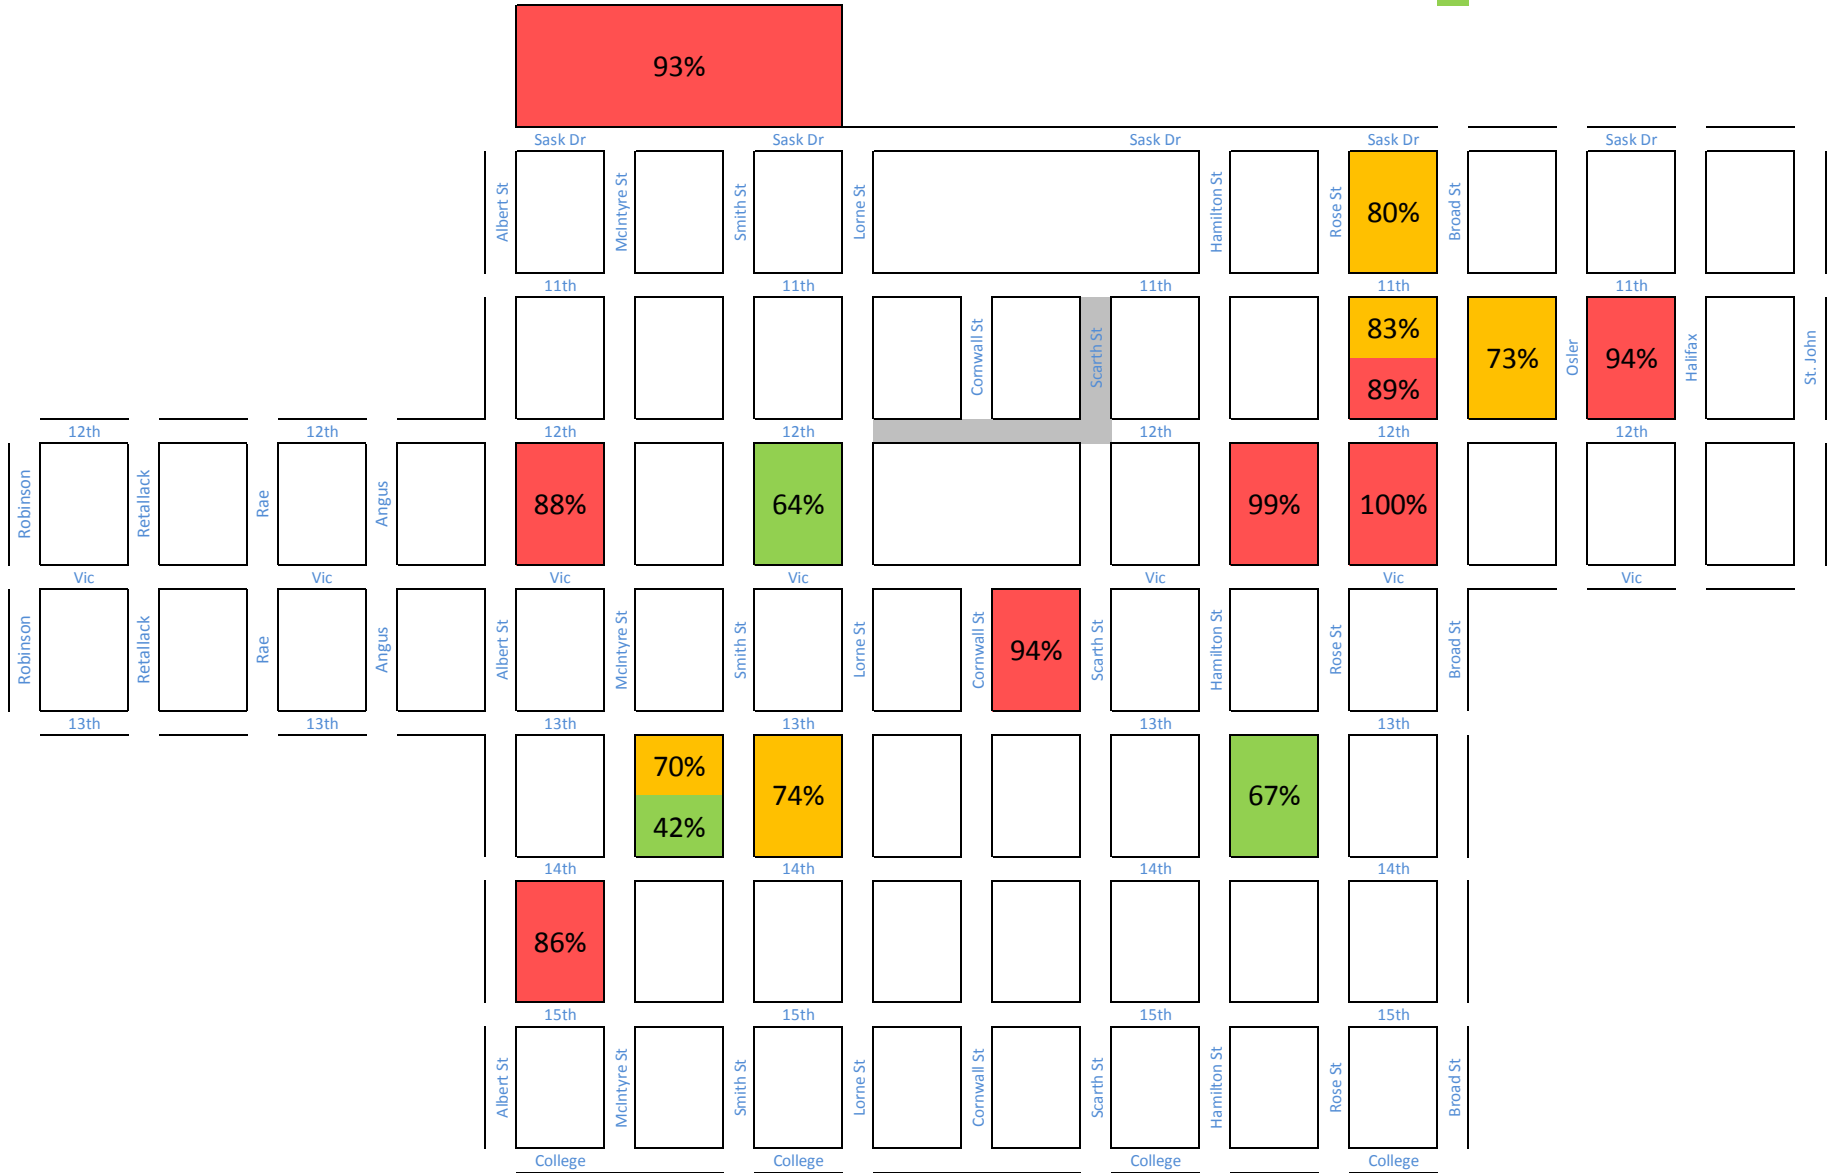 93%
Sask Dr Sask Dr Sask Dr Sask Dr Sask Dr
Albert St McIntyre St Smith St Lorne St Hamilton St Rose St 80% Broad St
11th 11th 11th 11th 11th
Cornwall St Scarth St 83% 73% Osler 94% Halifax St. John
89%
12th 12th 12th 12th 12th 12th 12th
Robinson Retallack Rae Angus 88% 64% 99% 100%
Vic Vic Vic Vic Vic Vic Vic
Robinson Retallack Rae Angus Albert St McIntyre St Smith St Lorne St Cornwall St 94% Scarth St Hamilton St Rose St Broad St
13th 13th 13th 13th 13th 13th
70% 74% 67%
42%
14th 14th 14th 14th
86%
15th 15th 15th 15th
Albert St McIntyre St Smith St Lorne St Cornwall St Scarth St Hamilton St Rose St Broad St
College College College College